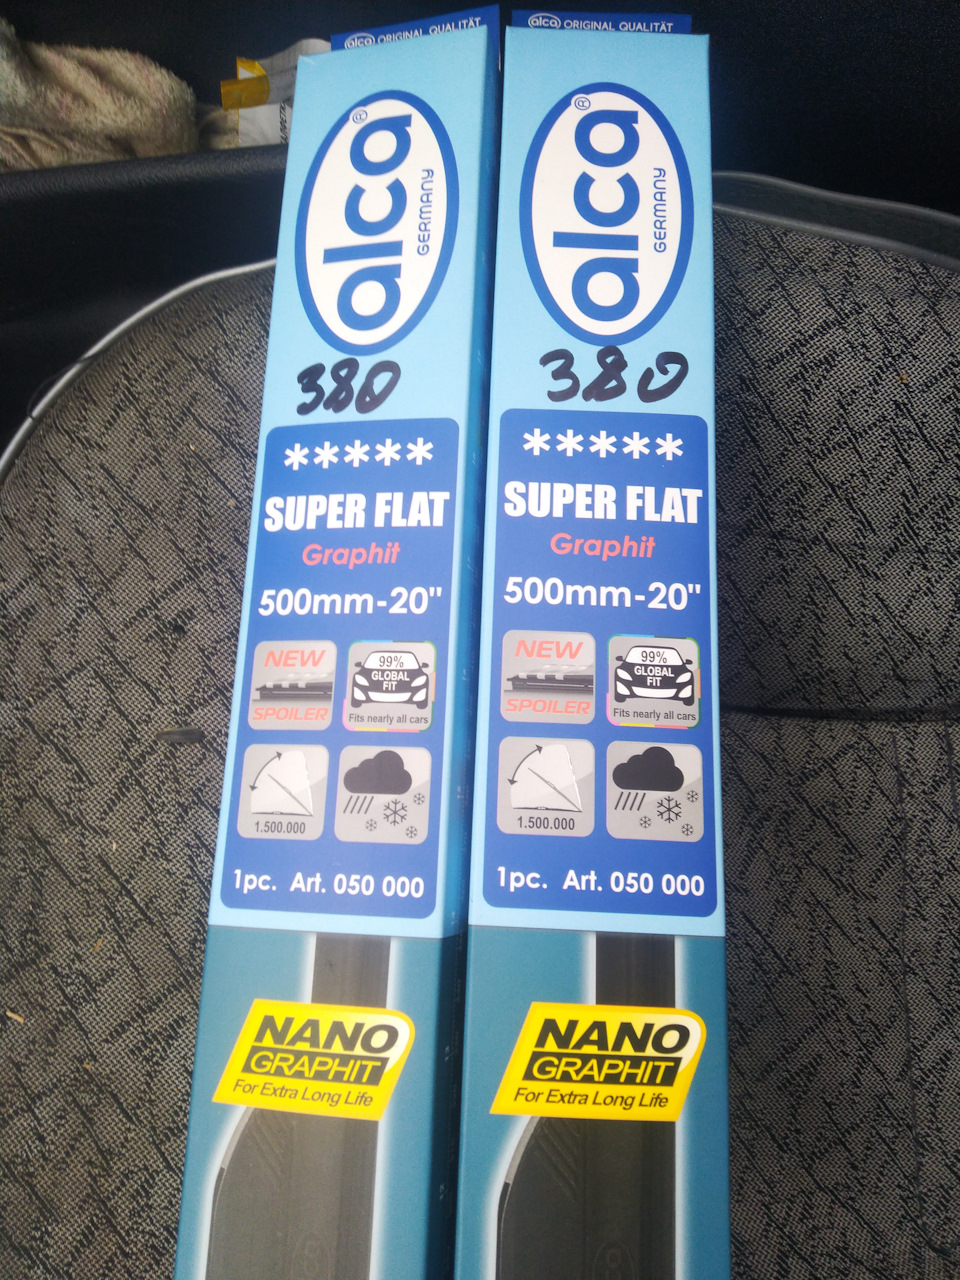 alca ORIGINAL QUALITÄT
alca®
GERMANY
380
*****
SUPER FLAT
Graphit
500mm-20"
NEW
SPOILER
99%
GLOBAL
FIT
Fits nearly all cars
1.500.000
1pc. Art. 050 000
NANO
GRAPHIT
For Extra Long Life
alca ORIGINAL QUALITÄT
alca®
GERMANY
380
*****
SUPER FLAT
Graphit
500mm-20"
NEW
SPOILER
99%
GLOBAL
FIT
Fits nearly all cars
1.500.000
1pc. Art. 050 000
NANO
GRAPHIT
For Extra Long Life